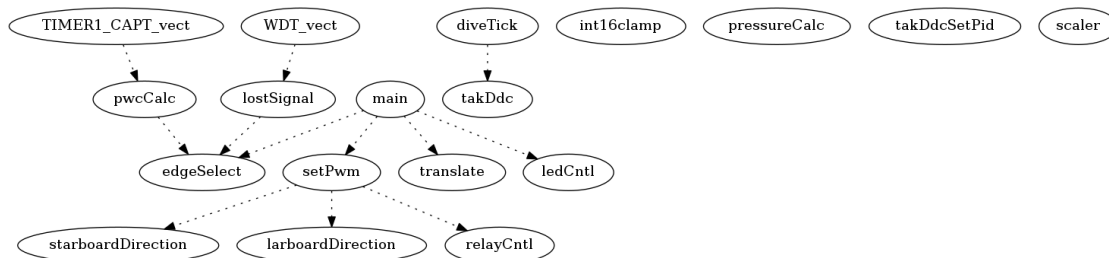 TIMER1_CAPT_vect
WDT_vect
diveTick
int16clamp
pressureCalc
takDdcSetPid
scaler
pwcCalc
lostSignal
main
takDdc
edgeSelect
setPwm
translate
ledCntl
starboardDirection
larboardDirection
relayCntl